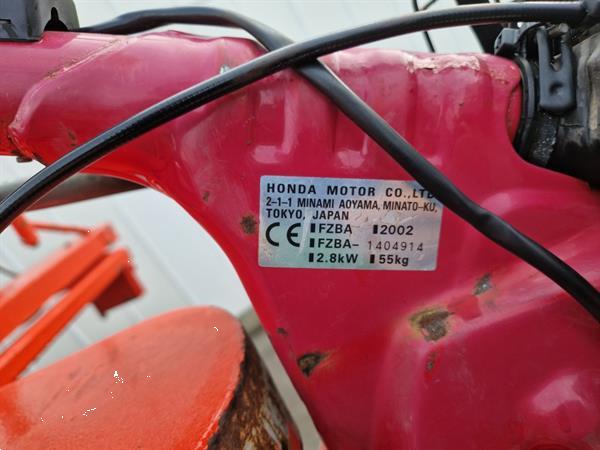 HONDA MOTOR CO.,LTD
2-1-1 MINAMI AOYAMA, MINATO-KU,
TOKYO, JAPAN
CE FZBA 2002
FZBA- 1404914
2.8kW 55kg